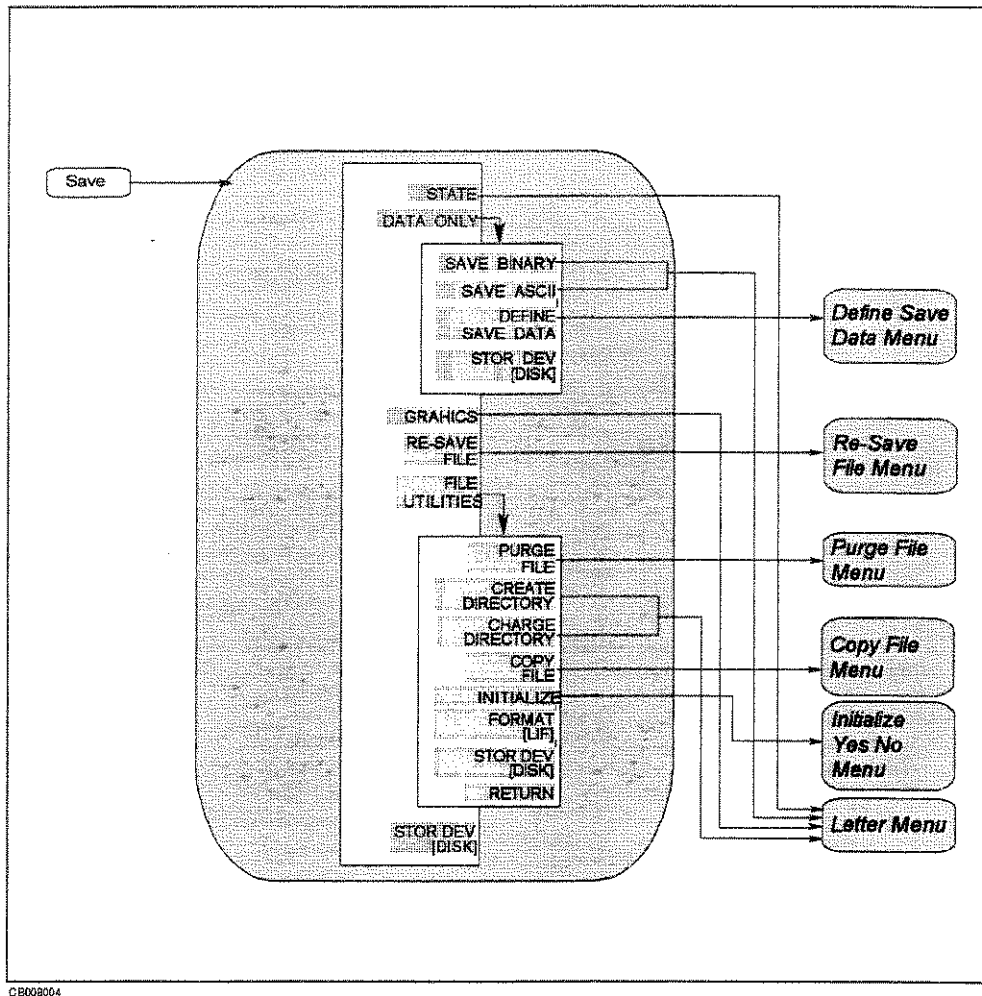 Save
STATE
DATA ONLY
SAVE BINARY
SAVE ASCII
DEFINE
SAVE DATA
STOR DEV
[DISK]
GRAHICS
RE-SAVE
FILE
FILE
UTILITIES
PURGE
FILE
CREATE
DIRECTORY
CHARGE
DIRECTORY
COPY
FILE
INITIALIZE
FORMAT
[LIF]
STOR DEV
[DISK]
RETURN
STOR DEV
[DISK]
Define Save
Data Menu
Re-Save
File Menu
Purge File
Menu
Copy File
Menu
Initialize
Yes No
Menu
Letter Menu
CB008004